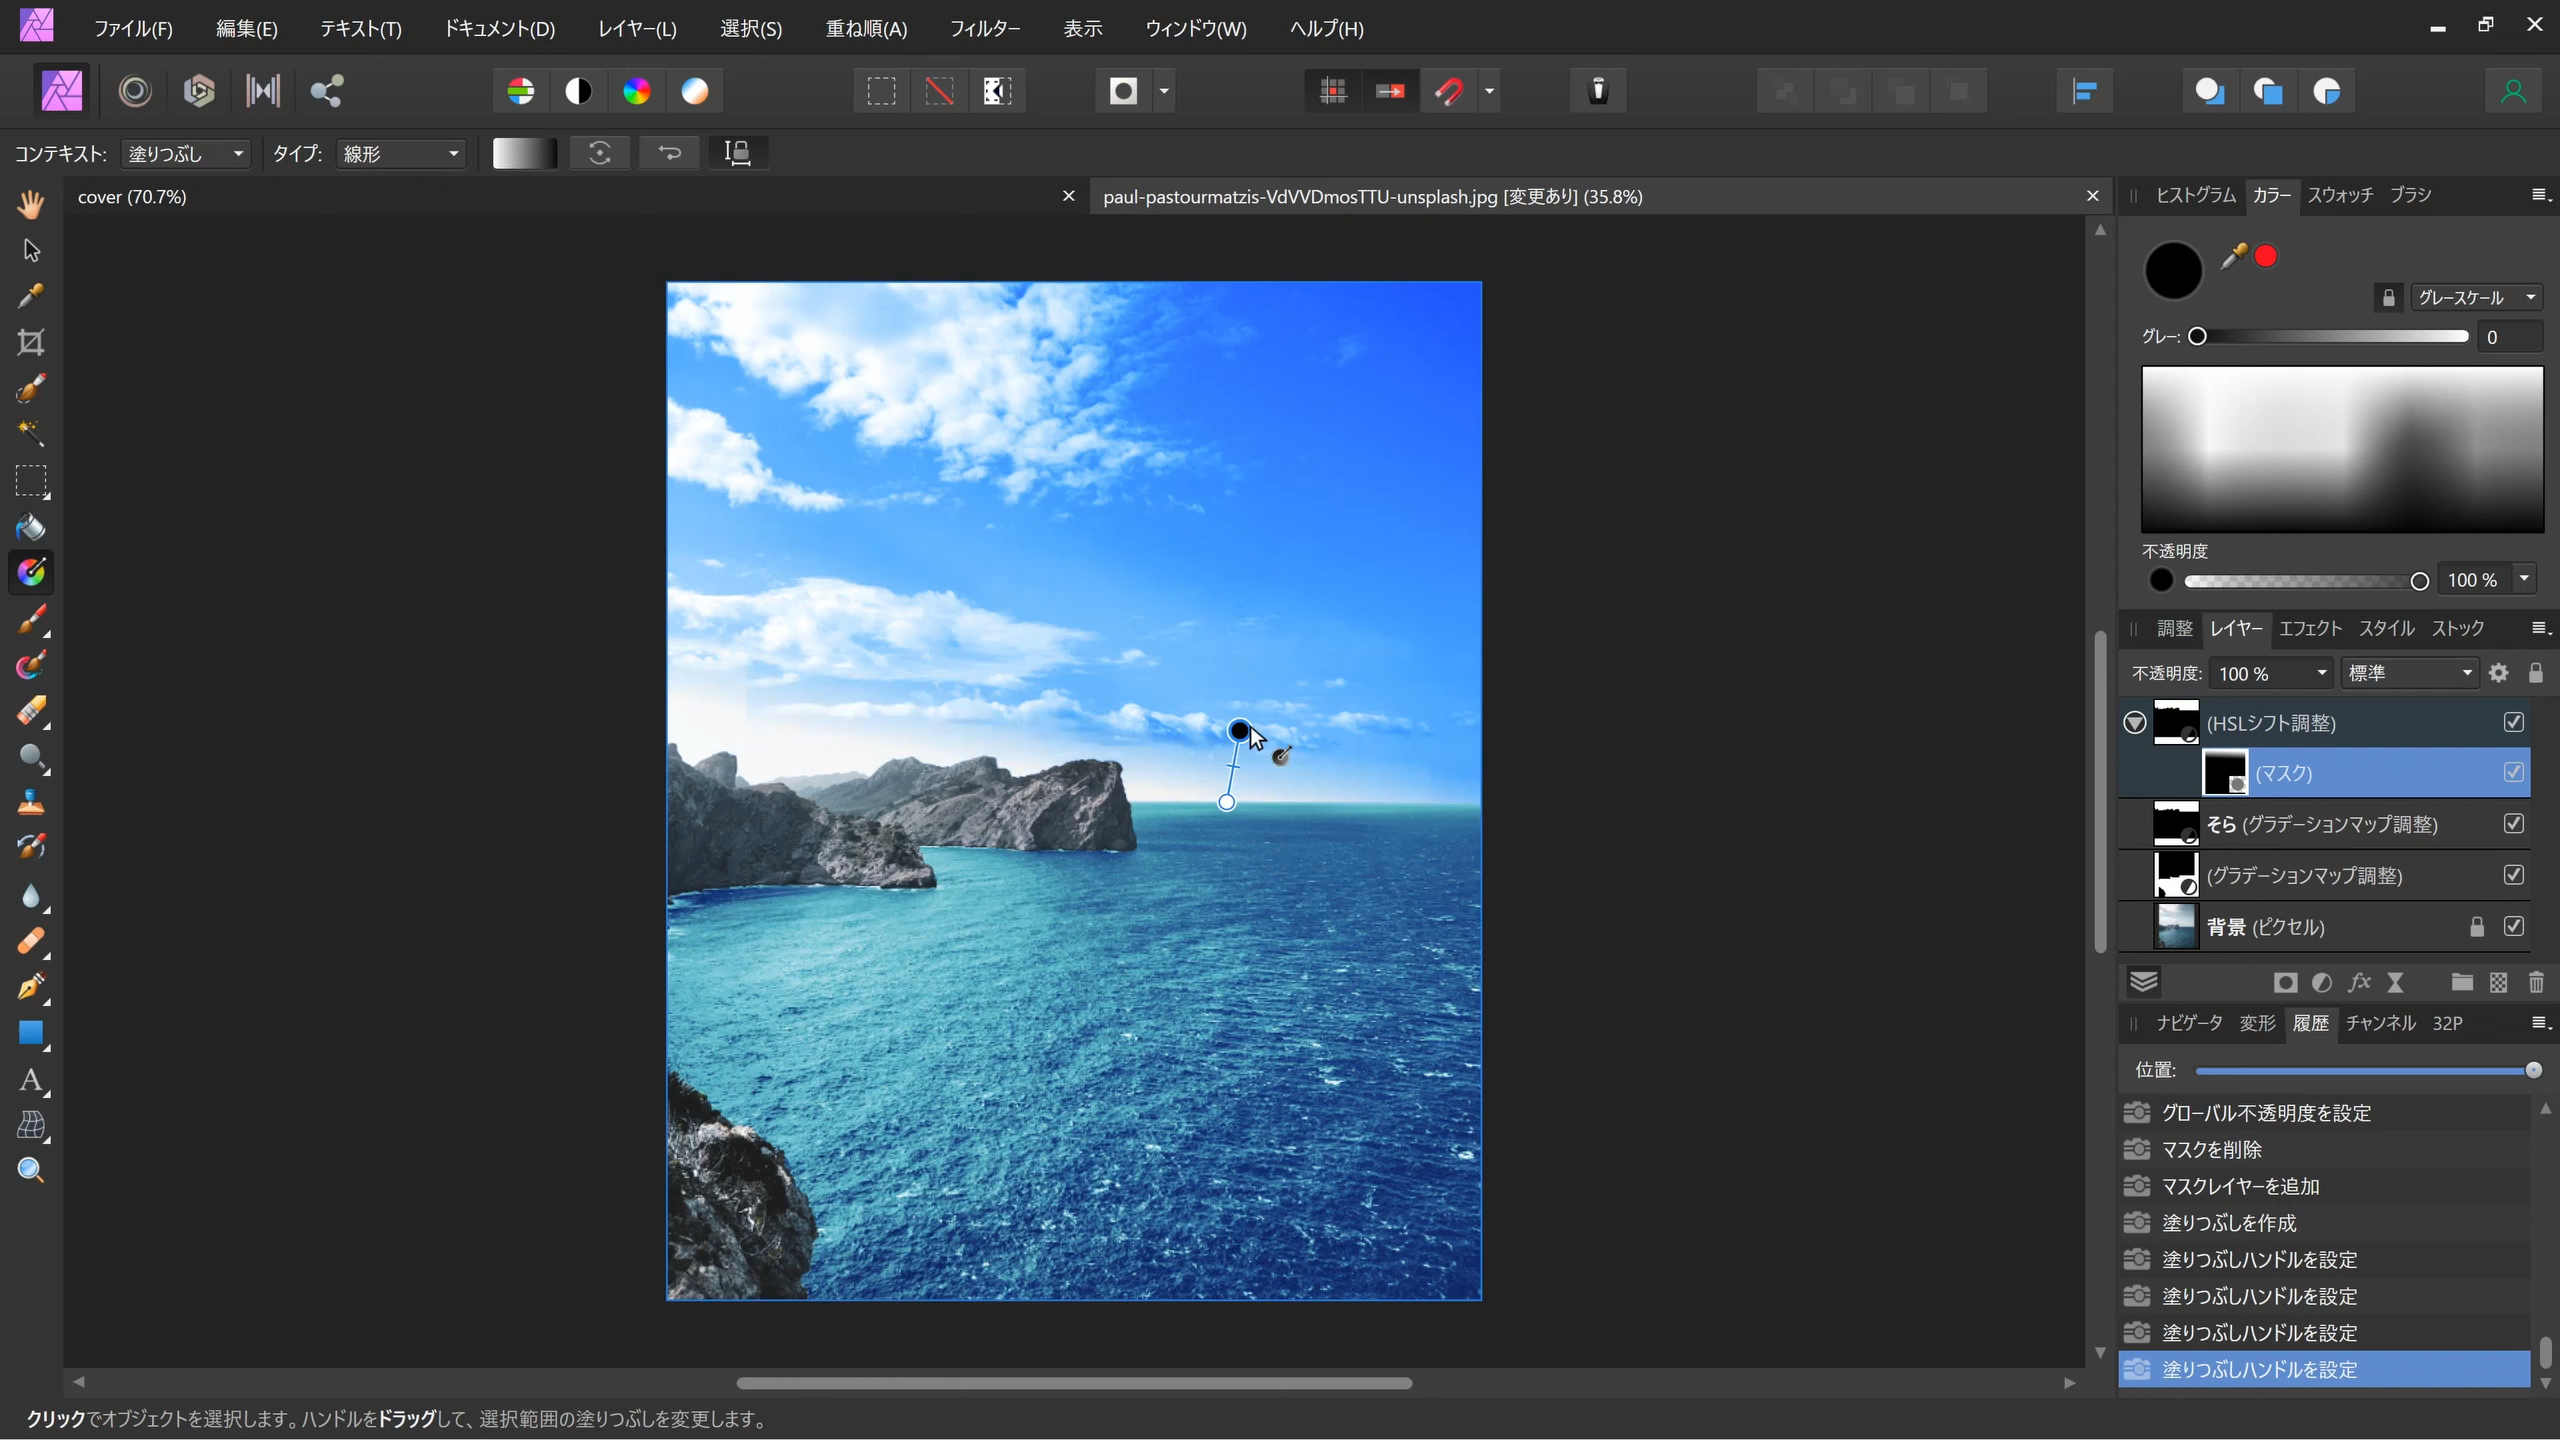 ファイル(F) 編集(E) テキスト(T) ドキュメント(D) レイヤー(L) 選択(S) 重ね順(A) フィルター 表示 ウィンドウ(W) ヘルプ(H)
コンテキスト: 塗りつぶし タイプ: 線形
cover (70.7%)
paul-pastourmatzis-VdVVDmosTTU-unsplash.jpg [変更あり] (35.8%)
ヒストグラム カラー スウォッチ ブラシ
グレースケール
グレー: 0
不透明度
100 %
調整 レイヤー エフェクト スタイル ストック
不透明度: 100 % 標準
(HSLシフト調整)
(マスク)
そら (グラデーションマップ調整)
(グラデーションマップ調整)
背景 (ピクセル)
fx
ナビゲータ 変形 履歴 チャンネル 32P
位置:
グローバル不透明度を設定
マスクを削除
マスクレイヤーを追加
塗りつぶしを作成
塗りつぶしハンドルを設定
塗りつぶしハンドルを設定
塗りつぶしハンドルを設定
塗りつぶしハンドルを設定
クリックでオブジェクトを選択します。ハンドルをドラッグして、選択範囲の塗りつぶしを変更します。